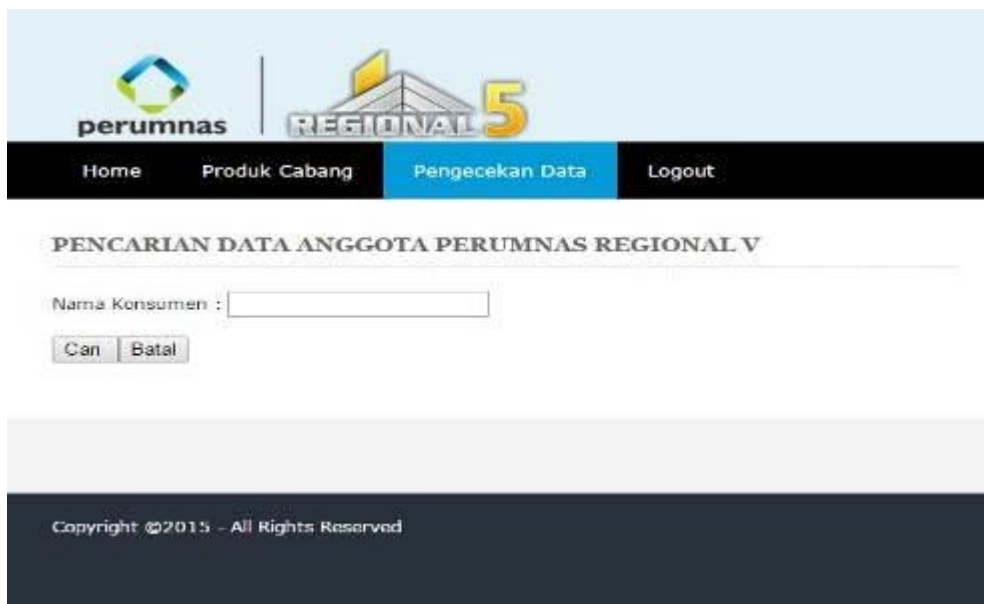 perumnas
REGIONAL 5
Home Produk Cabang Pengecekan Data Logout
PENCARIAN DATA ANGGOTA PERUMNAS REGIONAL V
Nama Konsumen :
Cari Batal
Copyright ©2015 - All Rights Reserved